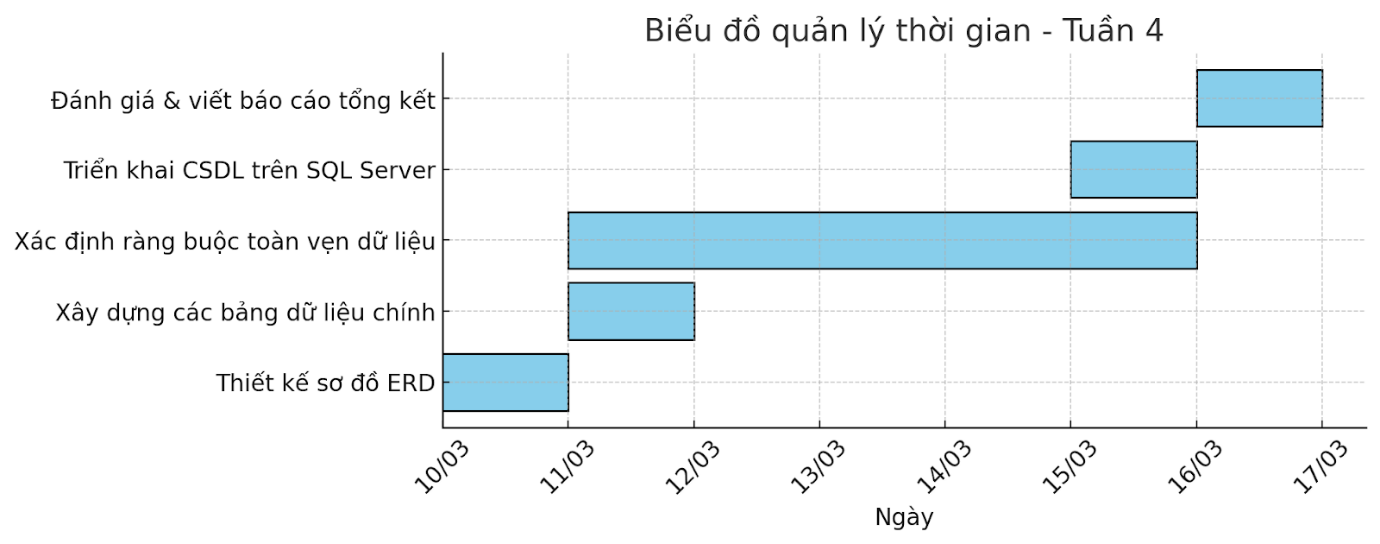 Biểu đồ quản lý thời gian - Tuần 4
Đánh giá & viết báo cáo tổng kết
Triển khai CSDL trên SQL Server
Xác định ràng buộc toàn vẹn dữ liệu
Xây dựng các bảng dữ liệu chính
Thiết kế sơ đồ ERD
10/03
11/03
12/03
13/03
14/03
15/03
16/03
17/03
Ngày